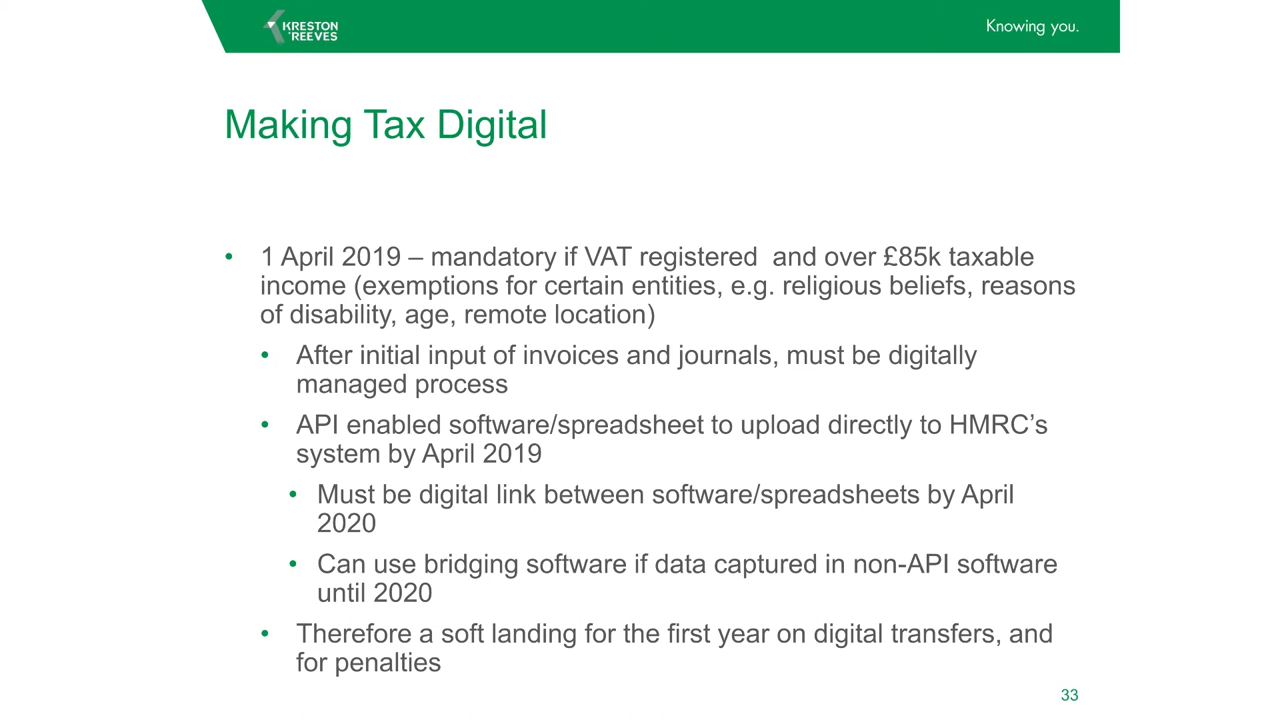 KRESTON
REEVES
Knowing you.
Making Tax Digital
• 1 April 2019 – mandatory if VAT registered  and over £85k taxable
income (exemptions for certain entities, e.g. religious beliefs, reasons
of disability, age, remote location)
• After initial input of invoices and journals, must be digitally
managed process
• API enabled software/spreadsheet to upload directly to HMRC’s
system by April 2019
• Must be digital link between software/spreadsheets by April
2020
• Can use bridging software if data captured in non-API software
until 2020
• Therefore a soft landing for the first year on digital transfers, and
for penalties
33